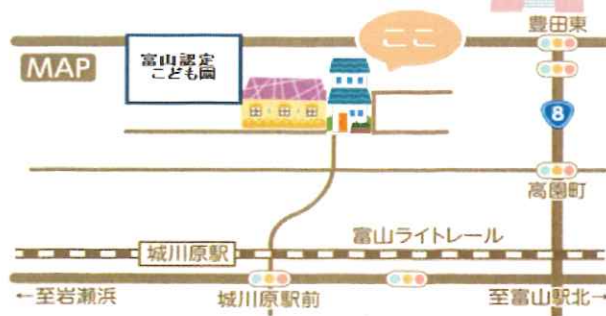 豊田東
MAP
富山認定
こども園
ここ
8
高園町
富山ライトレール
城川原駅
←至岩瀬浜
城川原駅前
至富山駅北→